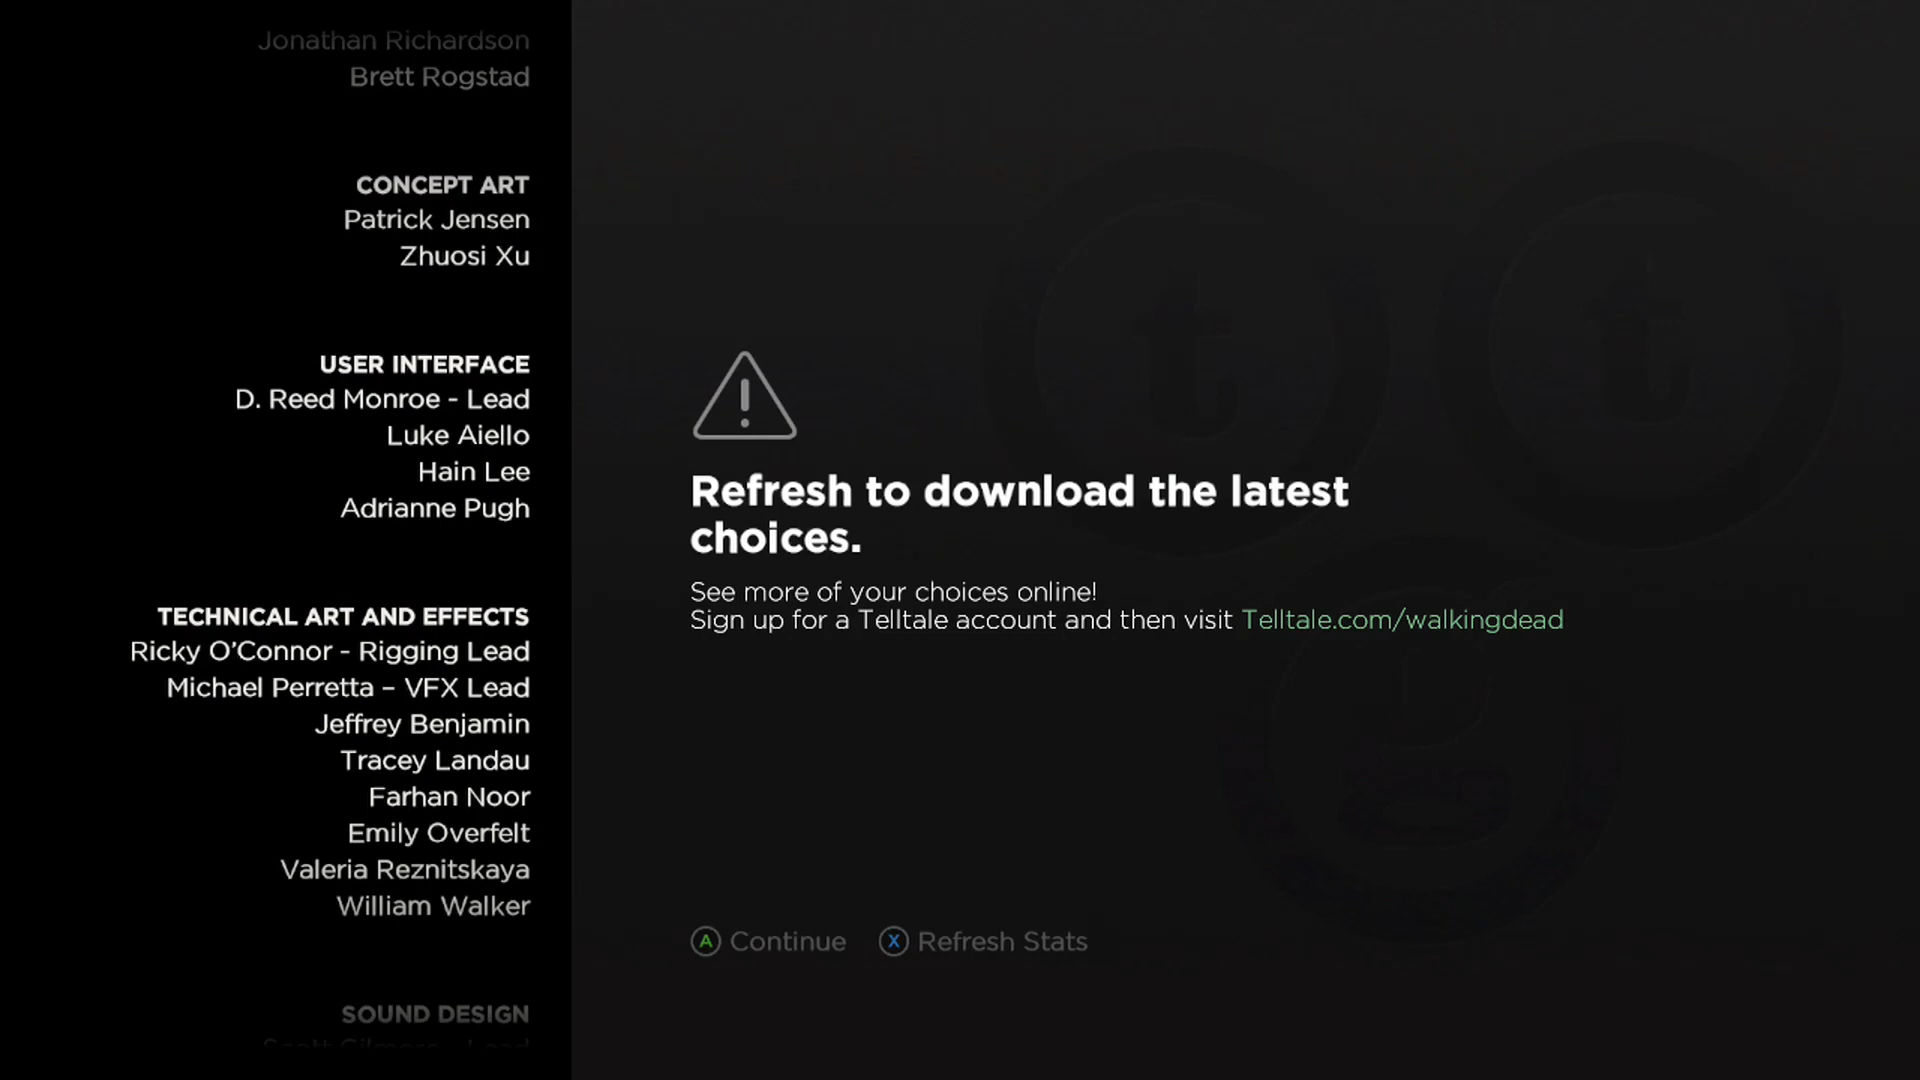 Jonathan Richardson
Brett Rogstad
CONCEPT ART
Patrick Jensen
Zhuosi Xu
USER INTERFACE
D. Reed Monroe - Lead
Luke Aiello
Hain Lee
Adrianne Pugh
TECHNICAL ART AND EFFECTS
Ricky O’Connor - Rigging Lead
Michael Perretta – VFX Lead
Jeffrey Benjamin
Tracey Landau
Farhan Noor
Emily Overfelt
Valeria Reznitskaya
William Walker
SOUND DESIGN
Refresh to download the latest
choices.
See more of your choices online!
Sign up for a Telltale account and then visit Telltale.com/walkingdead
A Continue X Refresh Stats